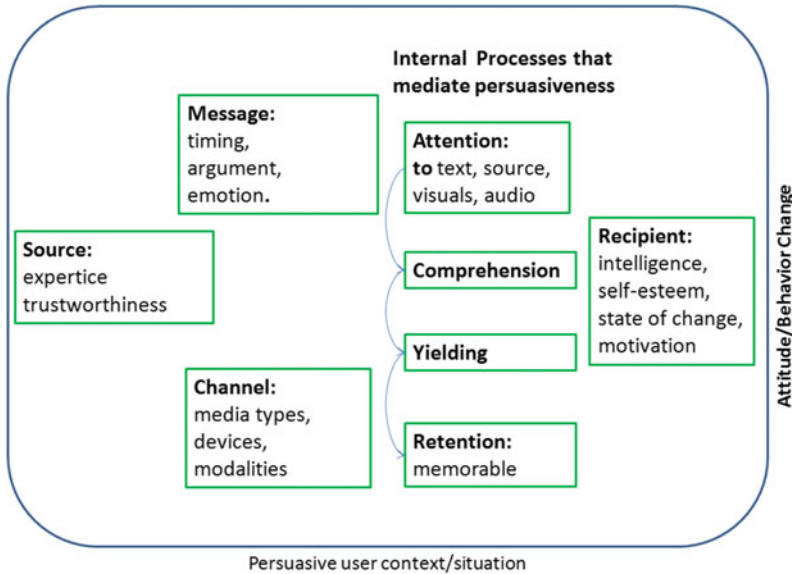 Internal Processes that
mediate persuasiveness
Message:
timing,
argument,
emotion.
Attention:
to text, source,
visuals, audio
Source:
expertice
trustworthiness
Comprehension
Recipient:
intelligence,
self-esteem,
state of change,
motivation
Yielding
Channel:
media types,
devices,
modalities
Retention:
memorable
Attitude/Behavior Change
Persuasive user context/situation